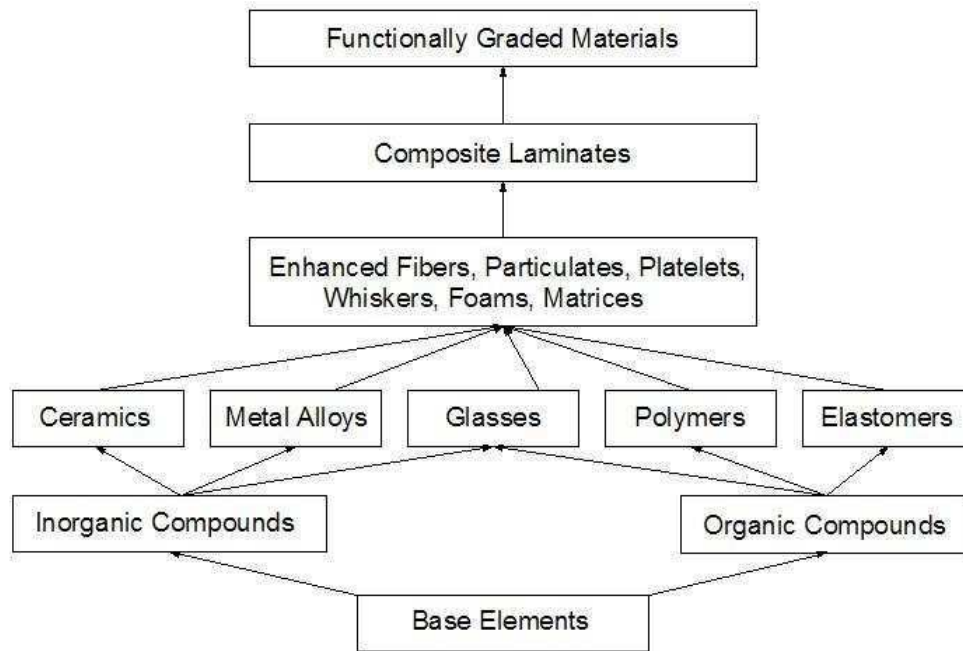 Functionally Graded Materials
Composite Laminates
Enhanced Fibers, Particulates, Platelets,
Whiskers, Foams, Matrices
Ceramics
Metal Alloys
Glasses
Polymers
Elastomers
Inorganic Compounds
Organic Compounds
Base Elements